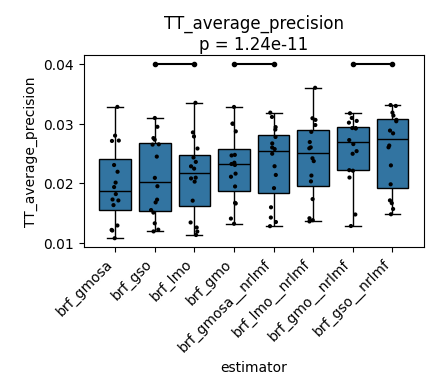 TT_average_precision
p = 1.24e-11
TT_average_precision
0.04
0.03
0.02
0.01
brf_gmosa
brf_gso
brf_lmo
brf_gmo
brf_gmosa__nrlmf
brf_lmo__nrlmf
brf_gmo__nrlmf
brf_gso__nrlmf
estimator